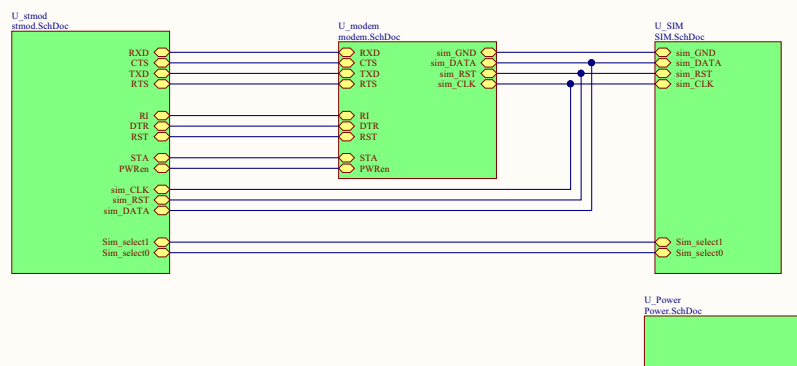 U_stmod
stmod.SchDoc
RXD
CTS
TXD
RTS
RI
DTR
RST
STA
PWRen
sim_CLK
sim_RST
sim_DATA
Sim_select1
Sim_select0
U_modem
modem.SchDoc
RXD
CTS
TXD
RTS
RI
DTR
RST
STA
PWRen
sim_GND
sim_DATA
sim_RST
sim_CLK
U_SIM
SIM.SchDoc
sim_GND
sim_DATA
sim_RST
sim_CLK
Sim_select1
Sim_select0
U_Power
Power.SchDoc